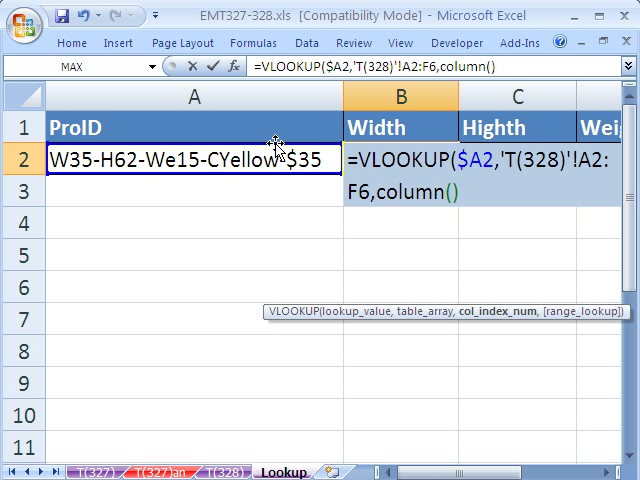 EMT327-328.xls [Compatibility Mode] - Microsoft Excel
Home Insert Page Layout Formulas Data Review View Developer Add-Ins
MAX =VLOOKUP($A2,'T(328)'!A2:F6,column()
A B C
1 ProID Width Highth Weig
2 W35-H62-We15-CYellow-$35 =VLOOKUP($A2,'T(328)'!A2:
3 F6,column()
4
5
6
7 VLOOKUP(lookup_value, table_array, col_index_num, [range_lookup])
8
9
10
11
T(327) T(327)an T(328) Lookup